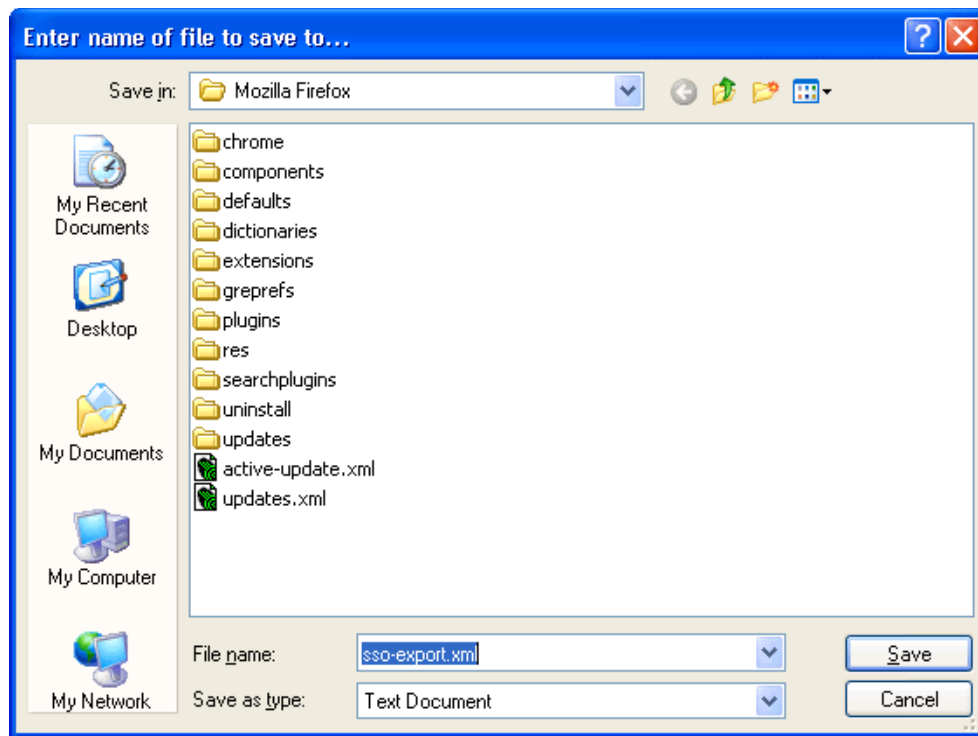 Enter name of file to save to...
Save in: Mozilla Firefox
My Recent
Documents
Desktop
My Documents
My Computer
My Network
chrome
components
defaults
dictionaries
extensions
greprefs
plugins
res
searchplugins
uninstall
updates
active-update.xml
updates.xml
File name: sso-export.xml Save
Save as type: Text Document Cancel